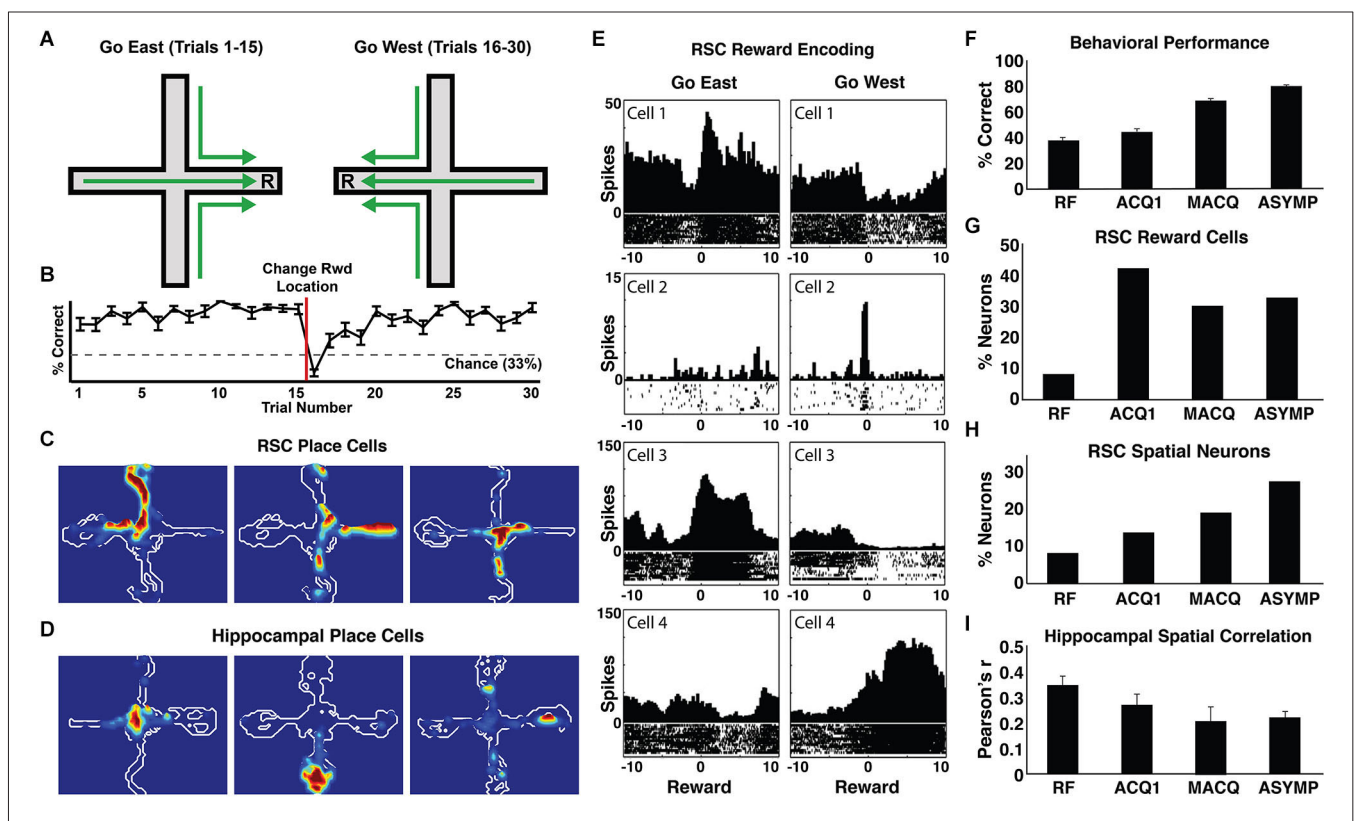 A
Go East (Trials 1-15)
Go West (Trials 16-30)
R
R
B
Change Rwd
Location
% Correct
Chance (33%)
1
5
10
15
20
25
30
Trial Number
C
RSC Place Cells
D
Hippocampal Place Cells
E
RSC Reward Encoding
Go East
Go West
50
Spikes
0
Cell 1
Cell 1
-10
0
10
-10
0
10
15
Spikes
0
Cell 2
Cell 2
-10
0
10
-10
0
10
150
Spikes
0
Cell 3
Cell 3
-10
0
10
-10
0
10
150
Spikes
0
Cell 4
Cell 4
-10
0
10
-10
0
10
Reward
Reward
F
Behavioral Performance
% Correct
100
80
60
40
20
0
RF
ACQ1
MACQ
ASYMP
G
RSC Reward Cells
% Neurons
50
40
30
20
10
0
RF
ACQ1
MACQ
ASYMP
H
RSC Spatial Neurons
% Neurons
30
20
10
0
RF
ACQ1
MACQ
ASYMP
I
Hippocampal Spatial Correlation
Pearson's r
0.5
0.4
0.3
0.2
0.1
0
RF
ACQ1
MACQ
ASYMP